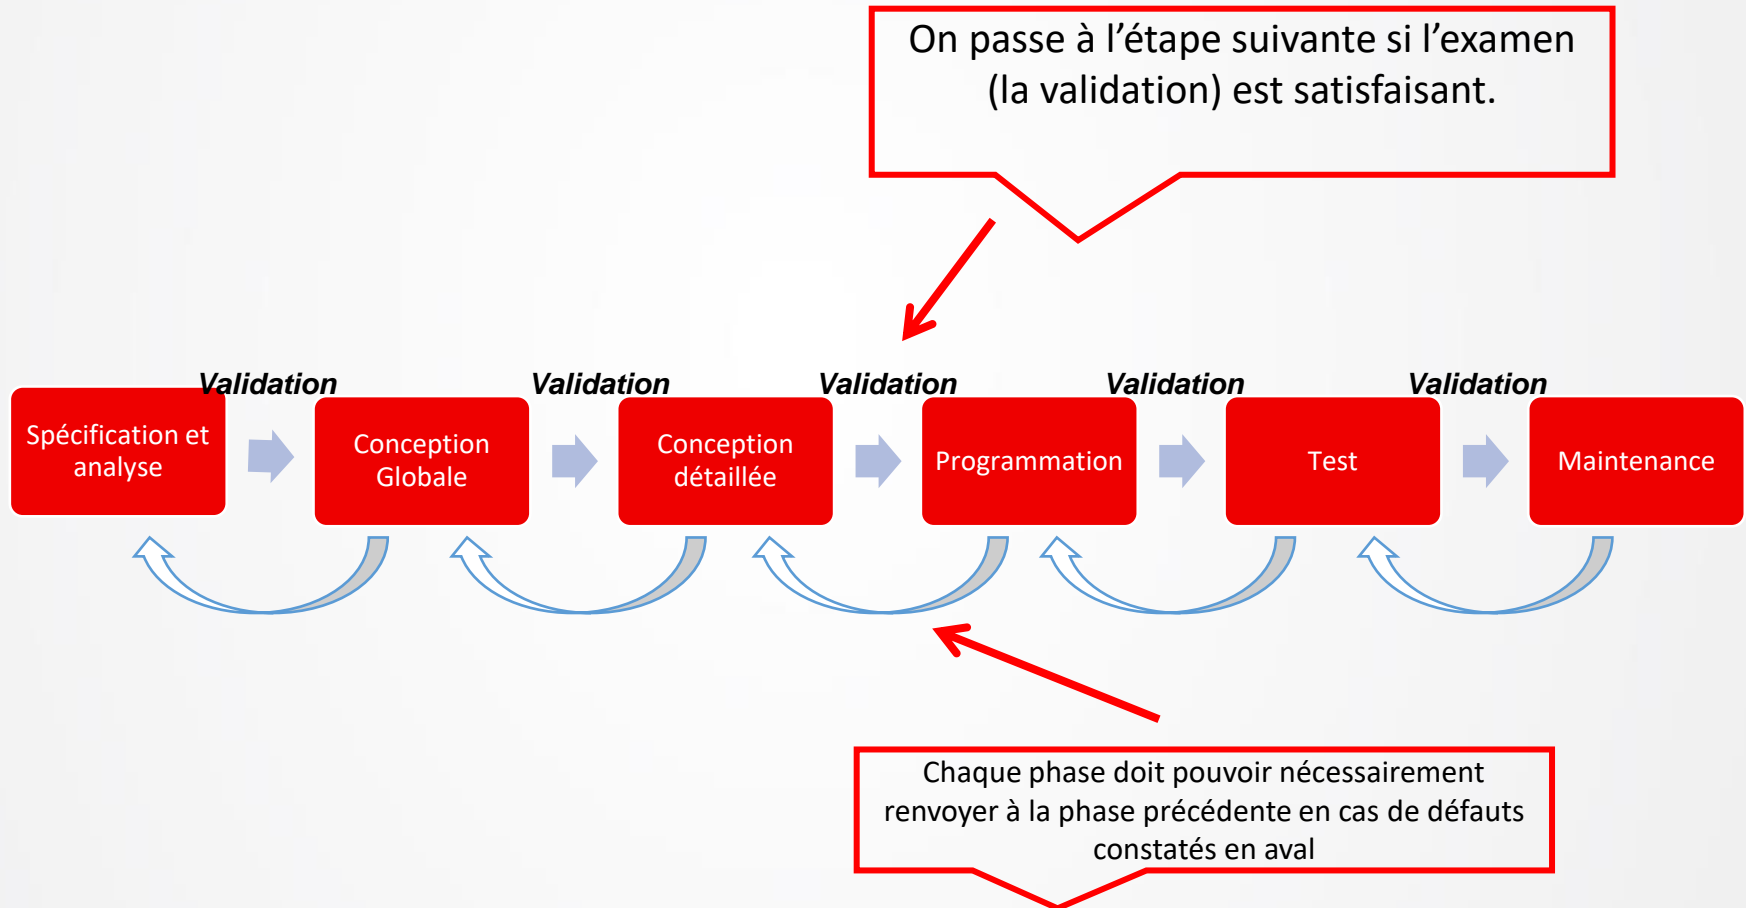 On passe à l’étape suivante si l’examen
(la validation) est satisfaisant.
Validation
Validation
Validation
Validation
Validation
Spécification et
analyse
Conception
Globale
Conception
détaillée
Programmation
Test
Maintenance
Chaque phase doit pouvoir nécessairement
renvoyer à la phase précédente en cas de défauts
constatés en aval